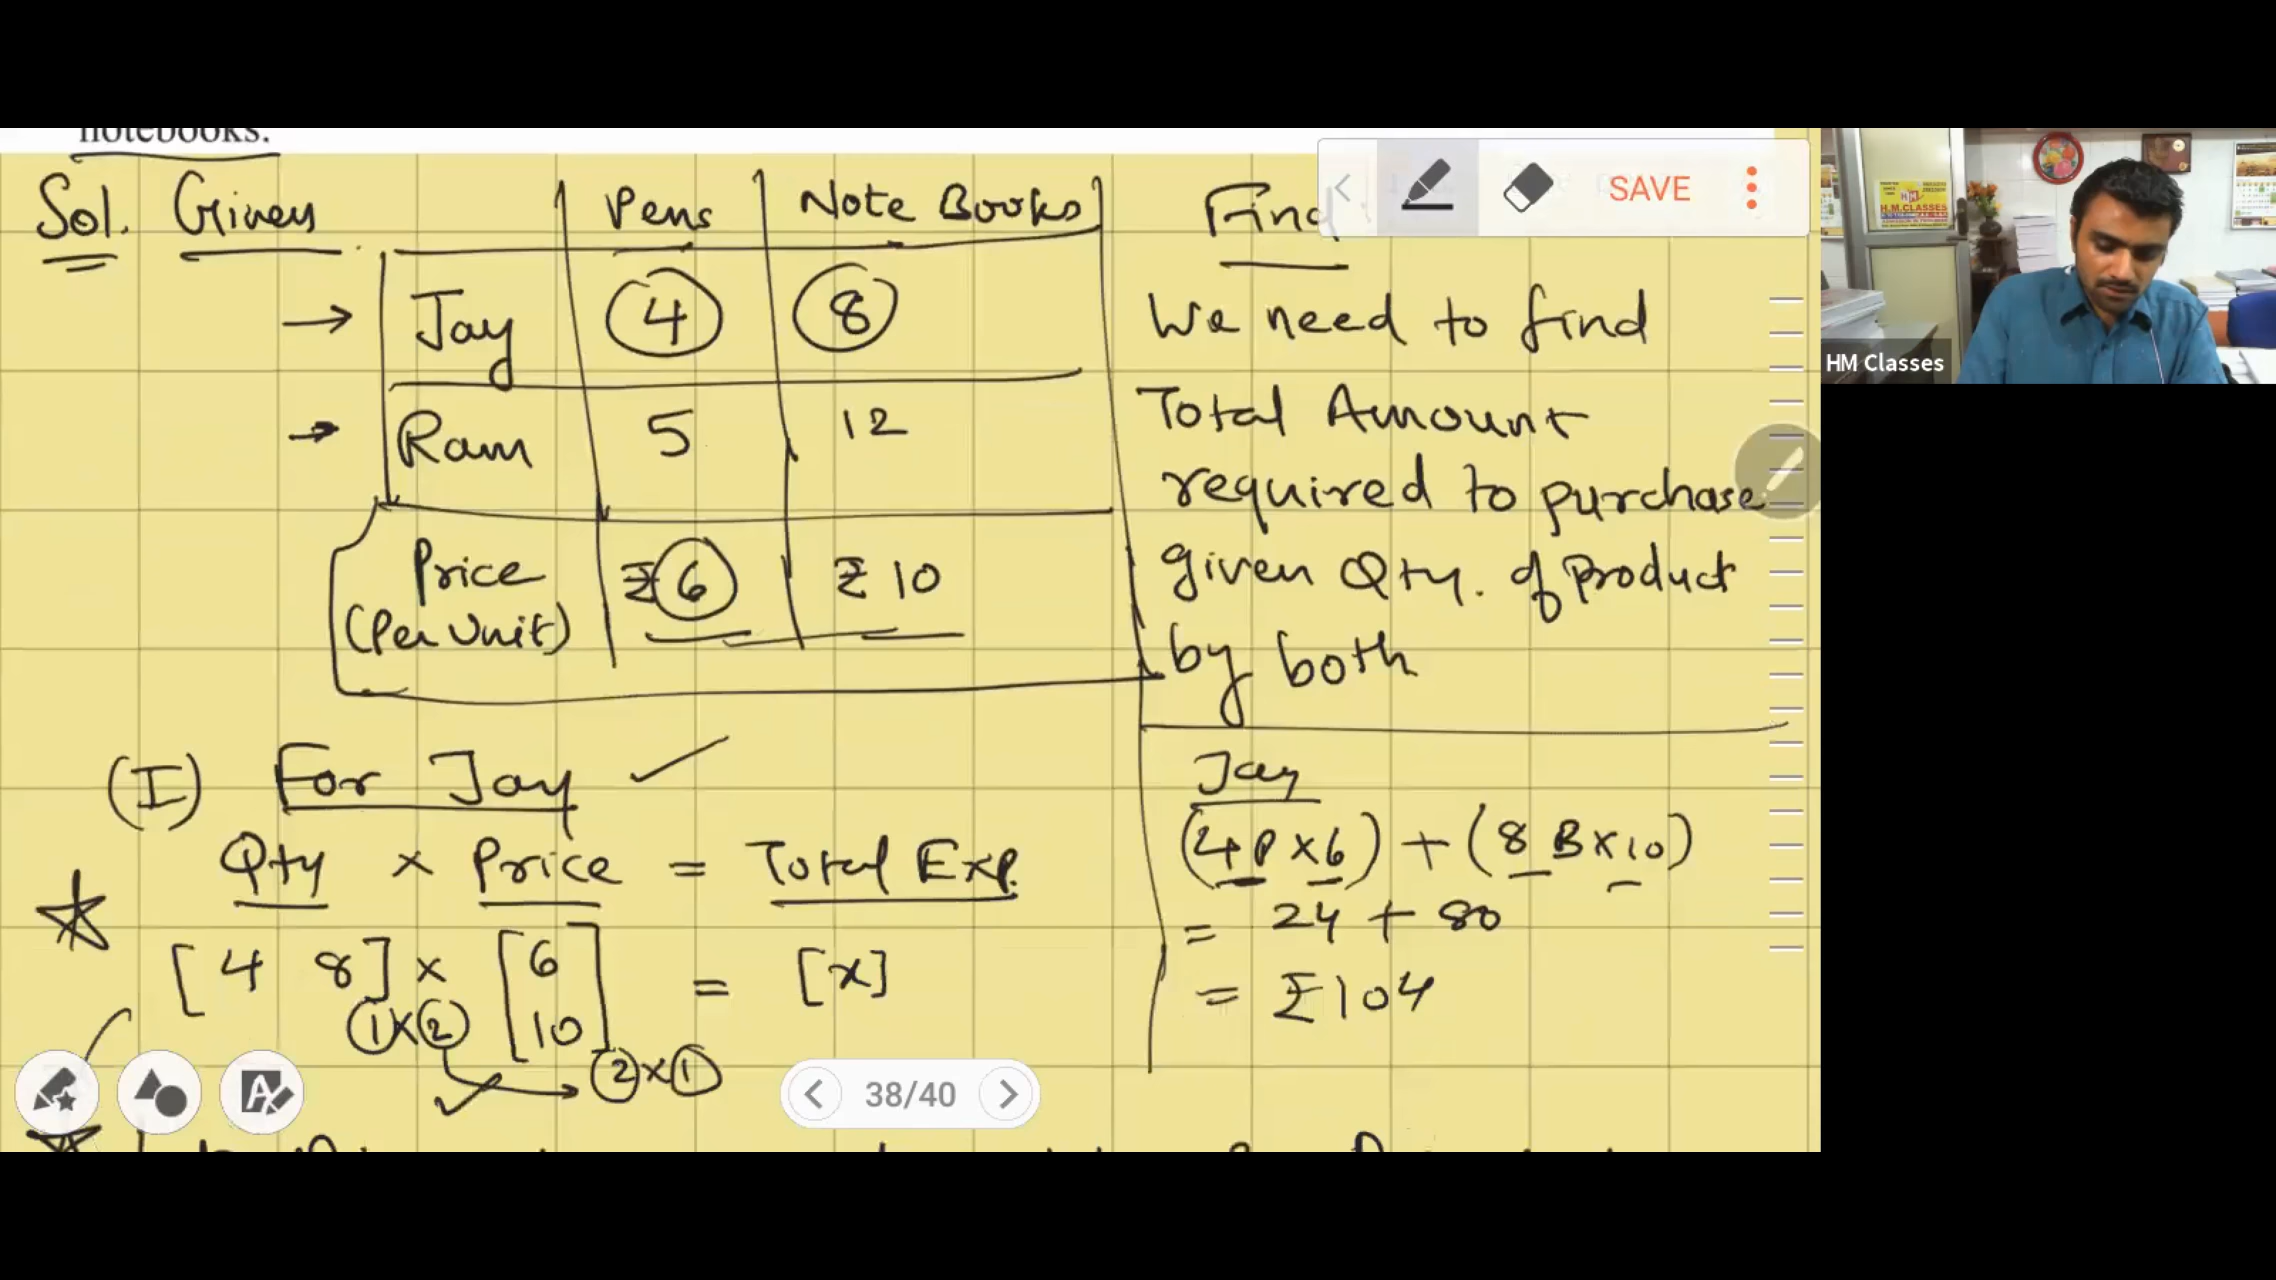 notebooks.
Sol. Given
Pens Note Books
Jay 4 8
Ram 5 12
Price ₹6 ₹10
(Per Unit)
Find
We need to find
Total Amount
required to purchase
given Qty. of product
by both
SAVE
HM Classes
HM
H.M.CLASSES
(I) For Jay
Qty × Price = Total Exp.
[4 8] × [6
10] = [x]
1×2
2×1
Jay
(4P×6) + (8B×10)
= 24 + 80
= ₹104
38/40
A